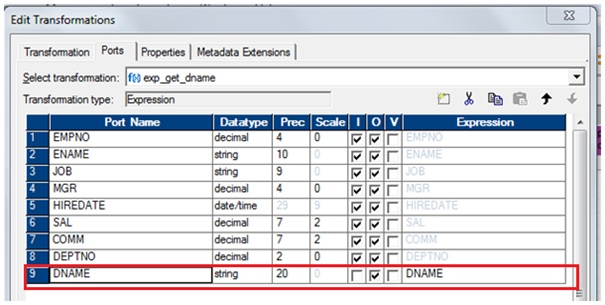 Edit Transformations
Transformation Ports Properties Metadata Extensions
Select transformation: f(x) exp_get_dname
Transformation type: Expression
Port Name Datatype Prec Scale I O V Expression
1 EMPNO decimal 4 0 EMPNO
2 ENAME string 10 0 ENAME
3 JOB string 9 0 JOB
4 MGR decimal 4 0 MGR
5 HIREDATE date/time 29 9 HIREDATE
6 SAL decimal 7 2 SAL
7 COMM decimal 7 2 COMM
8 DEPTNO decimal 2 0 DEPTNO
9 DNAME string 20 0 DNAME